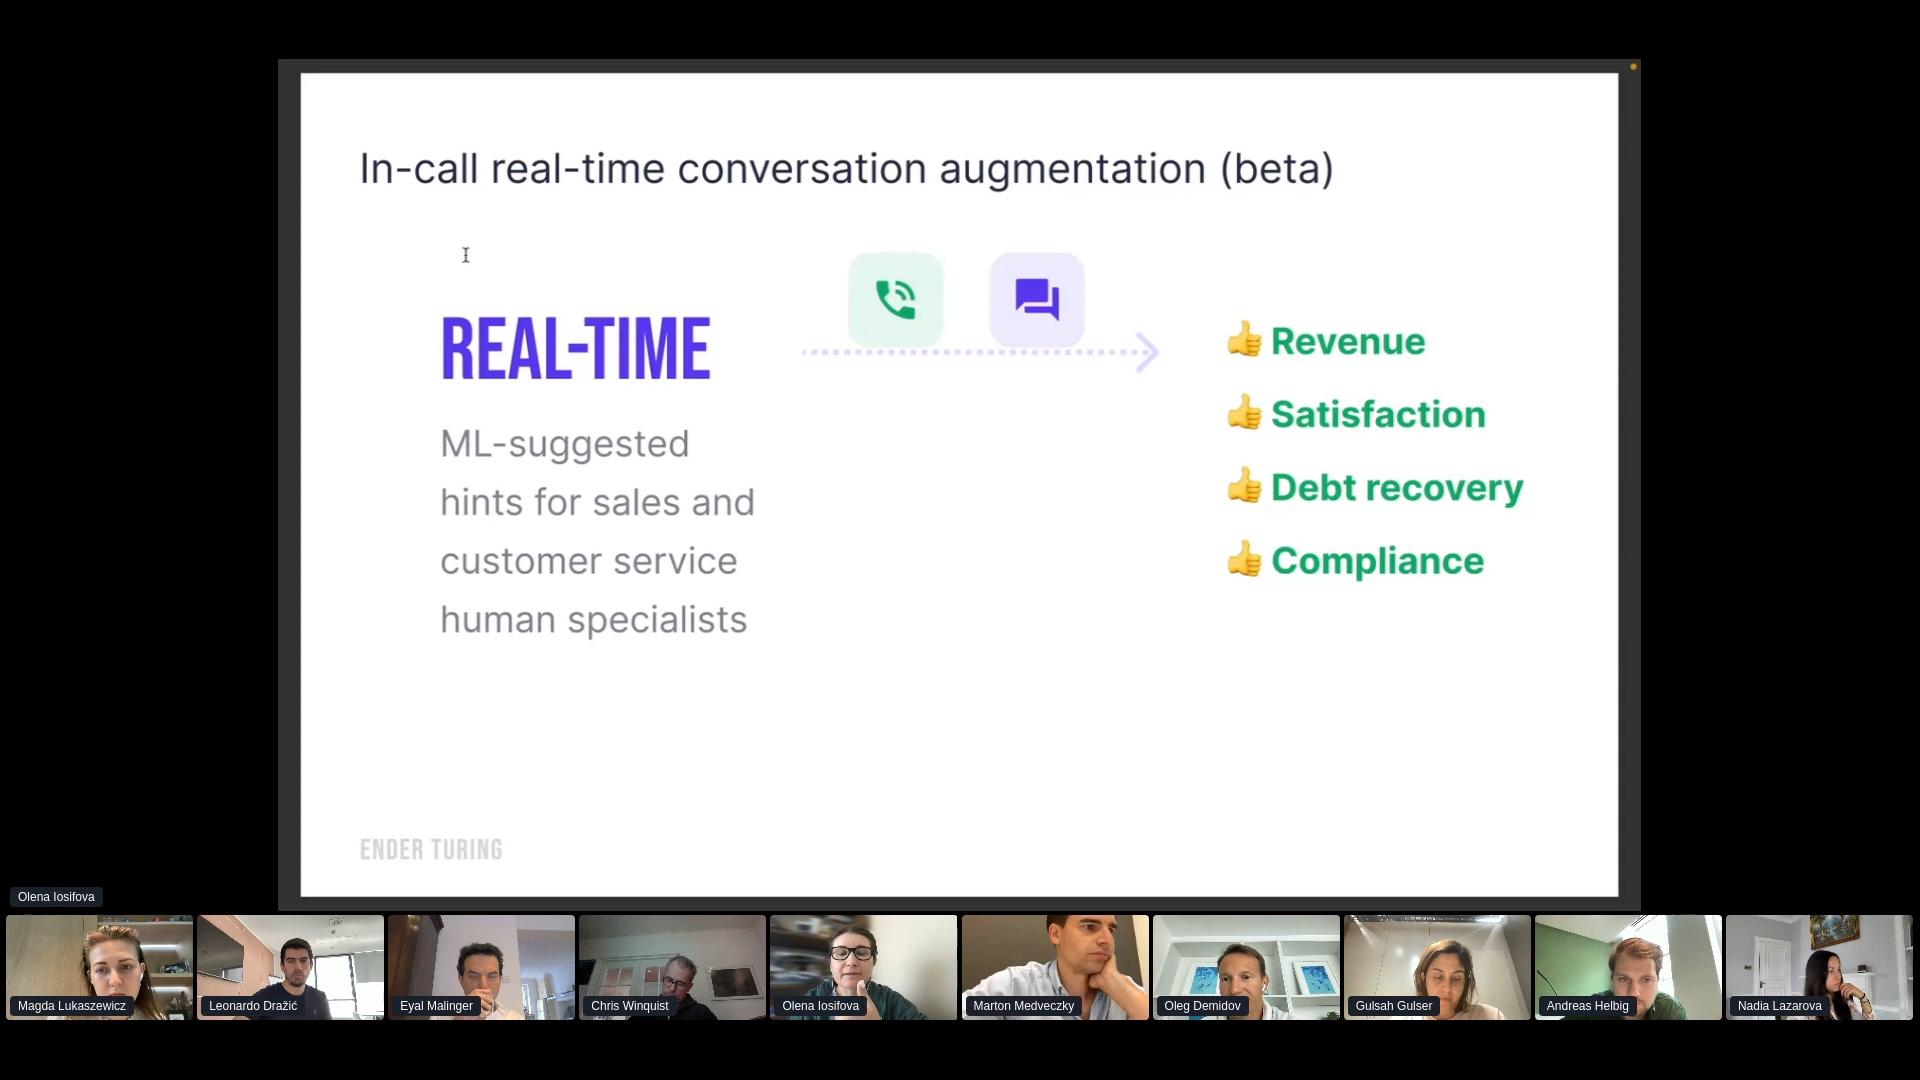 In-call real-time conversation augmentation (beta)
REAL-TIME
ML-suggested
hints for sales and
customer service
human specialists
👍 Revenue
👍 Satisfaction
👍 Debt recovery
👍 Compliance
ENDER TURING
Olena Iosifova
Magda Lukaszewicz
Leonardo Dražić
Eyal Malinger
Chris Winquist
Olena Iosifova
Marton Medveczky
Oleg Demidov
Gulsah Gulser
Andreas Helbig
Nadia Lazarova